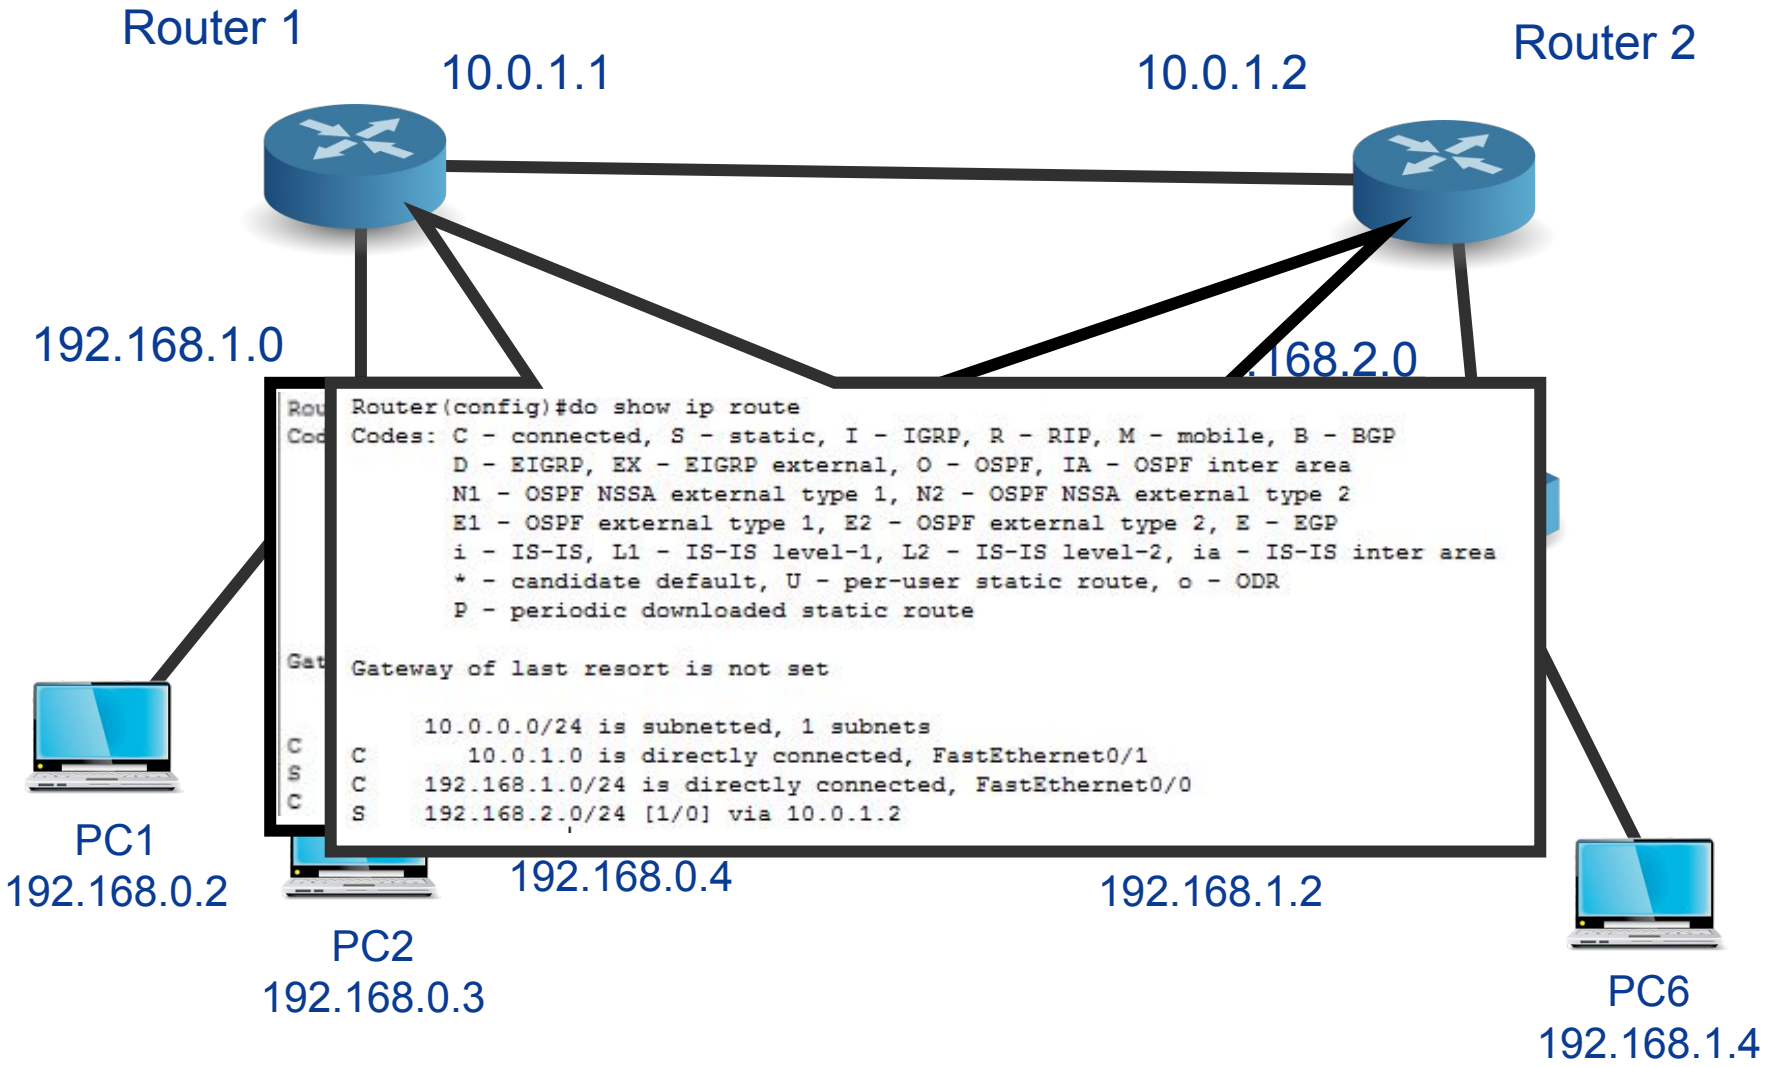 Router 1
10.0.1.1
10.0.1.2
Router 2
192.168.1.0
.168.2.0
Router(config)#do show ip route
Codes: C - connected, S - static, I - IGRP, R - RIP, M - mobile, B - BGP
D - EIGRP, EX - EIGRP external, O - OSPF, IA - OSPF inter area
N1 - OSPF NSSA external type 1, N2 - OSPF NSSA external type 2
E1 - OSPF external type 1, E2 - OSPF external type 2, E - EGP
i - IS-IS, L1 - IS-IS level-1, L2 - IS-IS level-2, ia - IS-IS inter area
* - candidate default, U - per-user static route, o - ODR
P - periodic downloaded static route
Gateway of last resort is not set
10.0.0.0/24 is subnetted, 1 subnets
C 10.0.1.0 is directly connected, FastEthernet0/1
C 192.168.1.0/24 is directly connected, FastEthernet0/0
S 192.168.2.0/24 [1/0] via 10.0.1.2
Rou
Cod
Gat
C
S
C
PC1
192.168.0.2
PC2
192.168.0.3
192.168.0.4
192.168.1.2
PC6
192.168.1.4